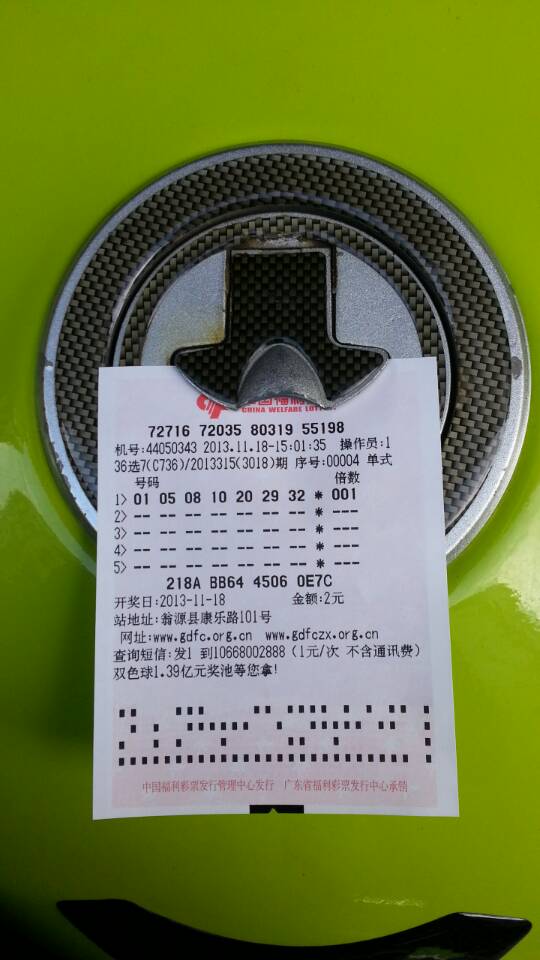 国福利
CHINA WELFARE LOTTERY
72716 72035 80319 55198
机号:44050343 2013.11.18-15:01:35 操作员:1
36选7(C736)/2013315(3018)期 序号:00004 单式
号码 倍数
1> 01 05 08 10 20 29 32 * 001
2> -- -- -- -- -- -- -- * ---
3> -- -- -- -- -- -- -- * ---
4> -- -- -- -- -- -- -- * ---
5> -- -- -- -- -- -- -- * ---
218A BB64 4506 0E7C
开奖日:2013-11-18 金额:2元
站地址:翁源县康乐路101号
网址:www.gdfc.org.cn www.gdfczx.org.cn
查询短信:发1 到10668002888 (1元/次 不含通讯费)
双色球1.39亿元奖池等您拿!
中国福利彩票发行管理中心发行 广东省福利彩票发行中心承销